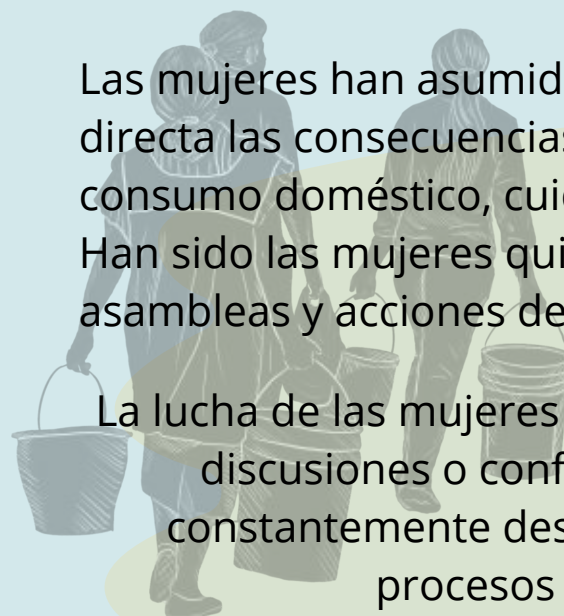 Las mujeres han asumid
directa las consecuencias
consumo doméstico, cui
Han sido las mujeres qui
asambleas y acciones de
La lucha de las mujeres
discusiones o conf
constantemente des
procesos